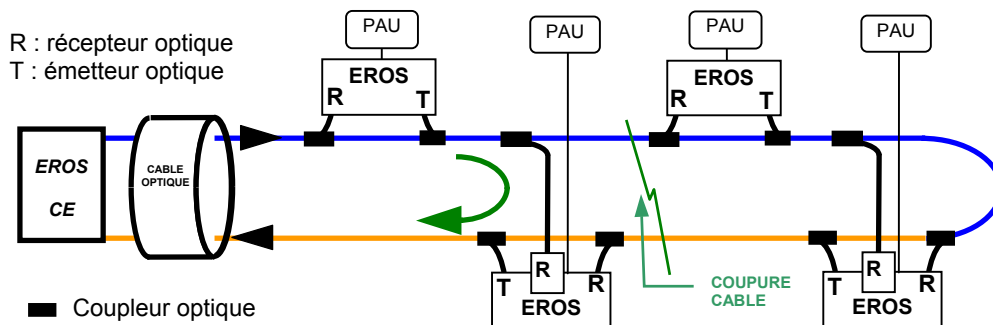 R : récepteur optique
T : émetteur optique
PAU
PAU
PAU
PAU
EROS
R T
EROS
R T
EROS
CE
CABLE
OPTIQUE
T R R
EROS
COUPURE
CABLE
T R R
EROS
Coupleur optique